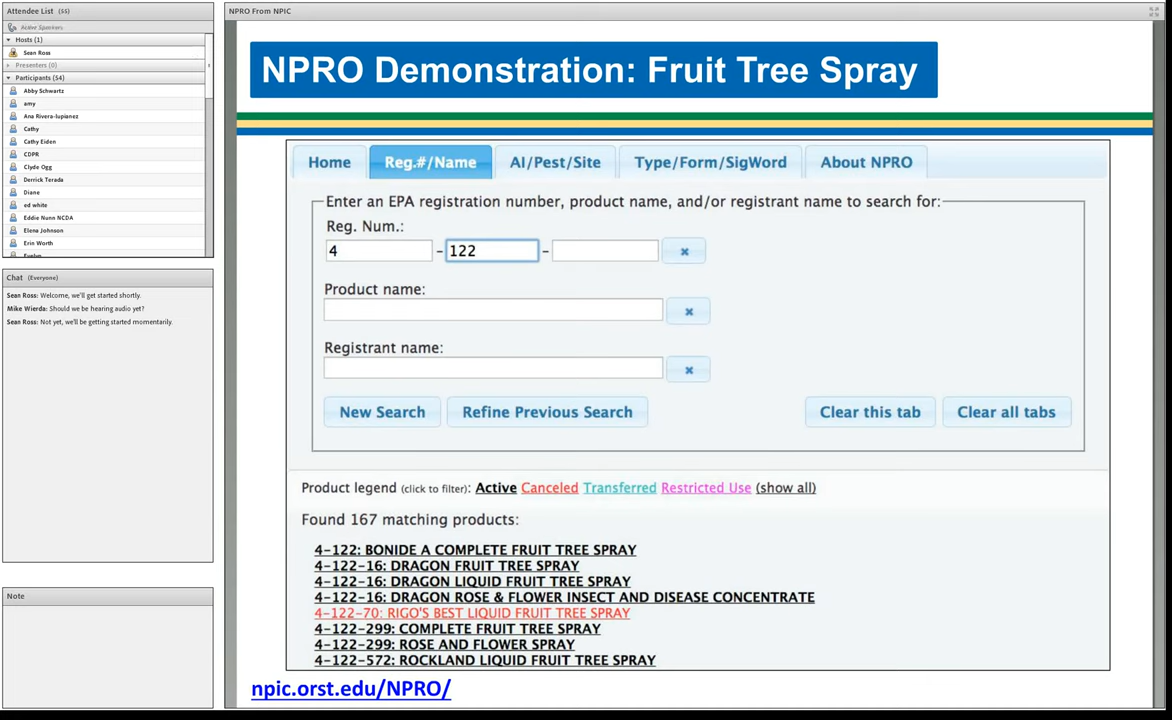 Attendee List (55)
Active Speakers
Hosts (1)
Sean Ross
Presenters (0)
Participants (54)
Abby Schwartz
amy
Ana Rivera-lupianez
Cathy
Cathy Eiden
CDPR
Clyde Ogg
Derrick Terada
Diane
ed white
Eddie Nunn NCDA
Elena Johnson
Erin Worth
Evelyn
Chat (Everyone)
Sean Ross: Welcome, we'll get started shortly.
Mike Wierda: Should we be hearing audio yet?
Sean Ross: Not yet, we'll be getting started momentarily.
Note
NPRO From NPIC
NPRO Demonstration: Fruit Tree Spray
Home Reg.#/Name AI/Pest/Site Type/Form/SigWord About NPRO
Enter an EPA registration number, product name, and/or registrant name to search for:
Reg. Num.:
4 - 122 -
Product name:
Registrant name:
New Search Refine Previous Search Clear this tab Clear all tabs
Product legend (click to filter): Active Canceled Transferred Restricted Use (show all)
Found 167 matching products:
4-122: BONIDE A COMPLETE FRUIT TREE SPRAY
4-122-16: DRAGON FRUIT TREE SPRAY
4-122-16: DRAGON LIQUID FRUIT TREE SPRAY
4-122-16: DRAGON ROSE & FLOWER INSECT AND DISEASE CONCENTRATE
4-122-70: RIGO'S BEST LIQUID FRUIT TREE SPRAY
4-122-299: COMPLETE FRUIT TREE SPRAY
4-122-299: ROSE AND FLOWER SPRAY
4-122-572: ROCKLAND LIQUID FRUIT TREE SPRAY
npic.orst.edu/NPRO/